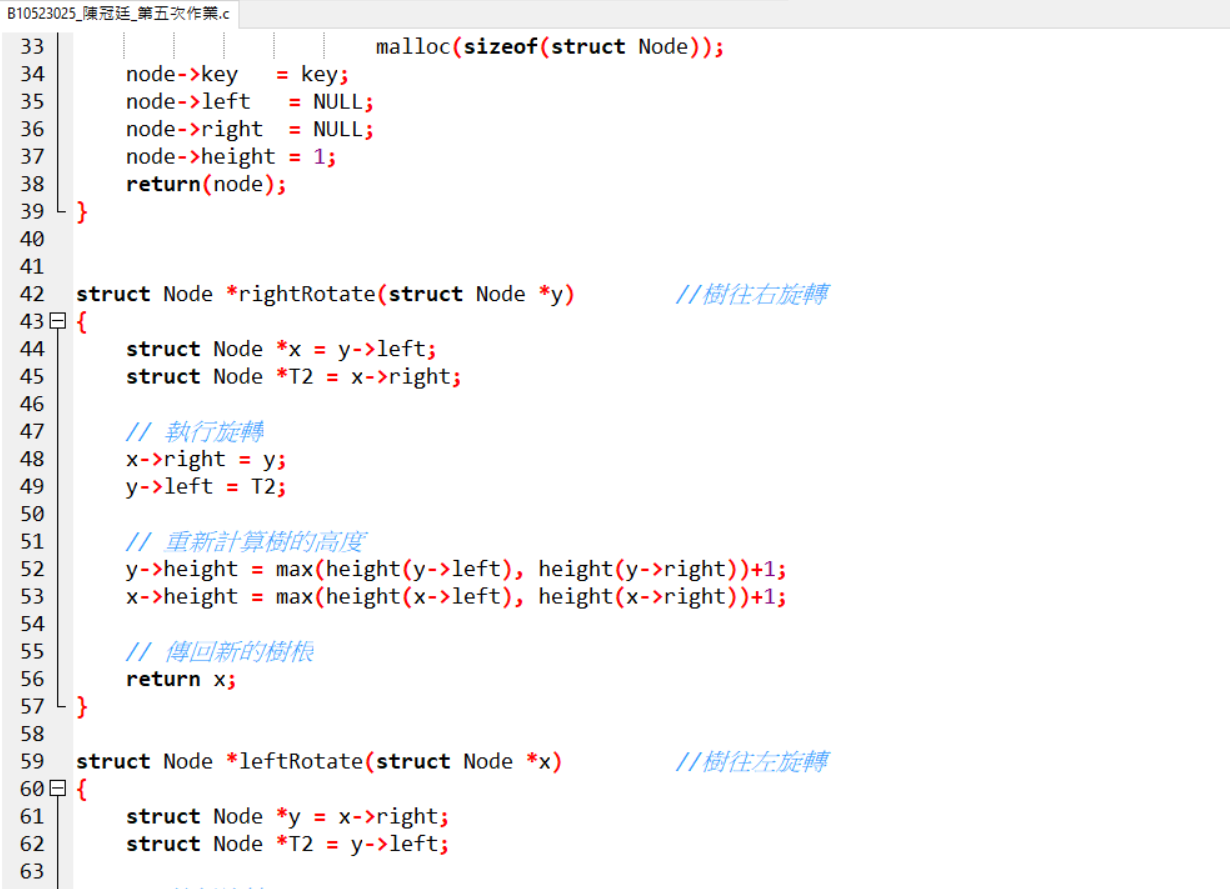 B10523025_陳冠廷_第五次作業.c
33 malloc(sizeof(struct Node));
34 node->key   = key;
35 node->left   = NULL;
36 node->right  = NULL;
37 node->height = 1;
38 return(node);
39 }
40
41
42 struct Node *rightRotate(struct Node *y)        //樹往右旋轉
43 {
44 struct Node *x = y->left;
45 struct Node *T2 = x->right;
46
47 // 執行旋轉
48 x->right = y;
49 y->left = T2;
50
51 // 重新計算樹的高度
52 y->height = max(height(y->left), height(y->right))+1;
53 x->height = max(height(x->left), height(x->right))+1;
54
55 // 傳回新的樹根
56 return x;
57 }
58
59 struct Node *leftRotate(struct Node *x)         //樹往左旋轉
60 {
61 struct Node *y = x->right;
62 struct Node *T2 = y->left;
63